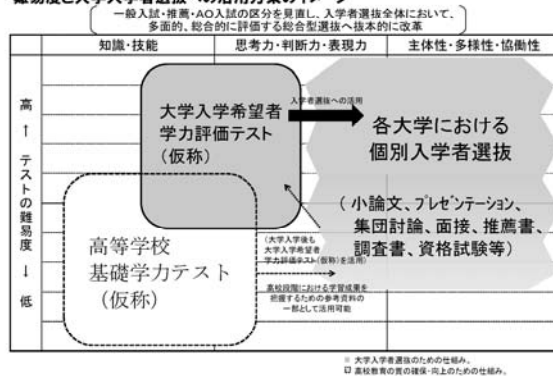 難易度と大学入学者選抜への活用方策のイメージ
一般入試・推薦・AO入試の区分を見直し、入学者選抜全体において、
多面的、総合的に評価する総合型選抜へ抜本的に改革
知識・技能
思考力・判断力・表現力
主体性・多様性・協働性
高 ↑ テストの難易度 ↓ 低
大学入学希望者
学力評価テスト
(仮称)
入学者選抜への活用
各大学における
個別入学者選抜
(小論文、プレゼンテーション、
集団討論、面接、推薦書、
調査書、資格試験等)
高等学校
基礎学力テスト
(仮称)
(大学入学後も
大学入学希望者
学力評価テスト(仮称)を活用)
高校段階における学習成果を
把握するための参考資料の
一部として活用可能
大学入学者選抜のための仕組み。
高校教育の質の確保・向上のための仕組み。